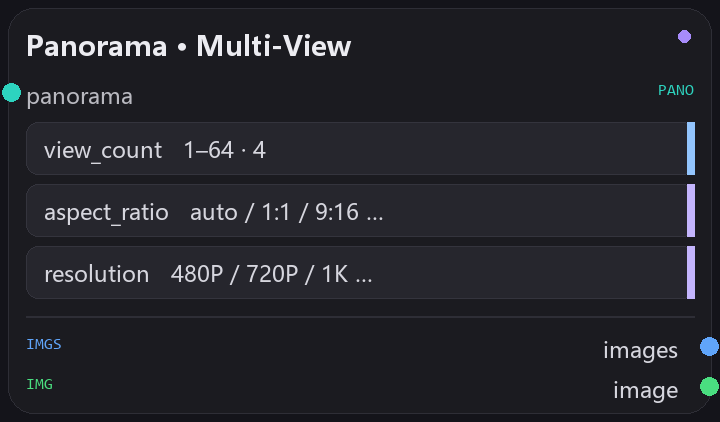 Panorama • Multi-View
panorama PANO
view_count 1–64 · 4
aspect_ratio auto / 1:1 / 9:16 ...
resolution 480P / 720P / 1K ...
IMGS images
IMG image